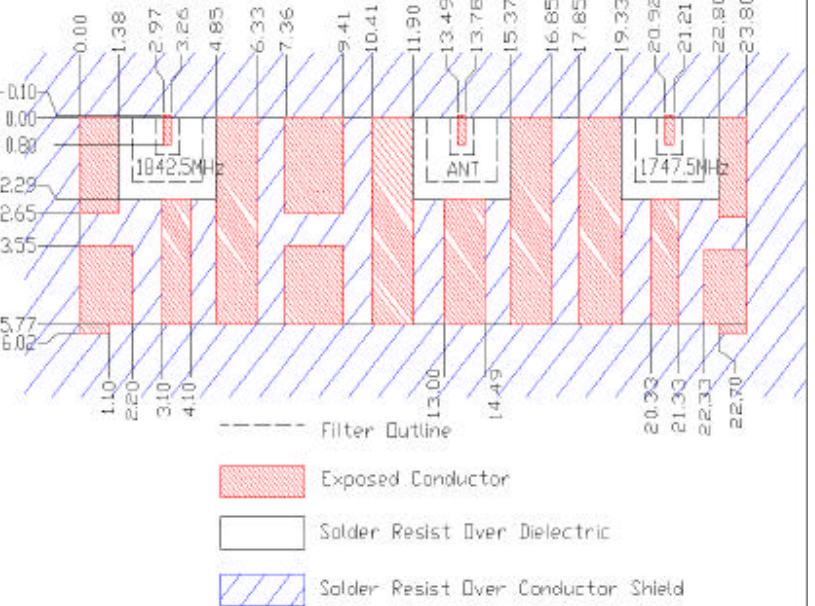 0.00 1.38 2.97 3.26 4.85 6.33 7.36 9.41 10.41 11.90 13.49 13.78 15.37 16.85 17.85 19.33 20.92 21.21 22.80 23.80
0.10
0.00
0.80
2.29
2.65
3.55
5.77
6.02
1842.5MHz ANT 1747.5MHz
1.10 2.20 3.10 4.10 13.00 14.49 20.33 21.33 22.33 22.70
Filter Outline
Exposed Conductor
Solder Resist Over Dielectric
Solder Resist Over Conductor Shield